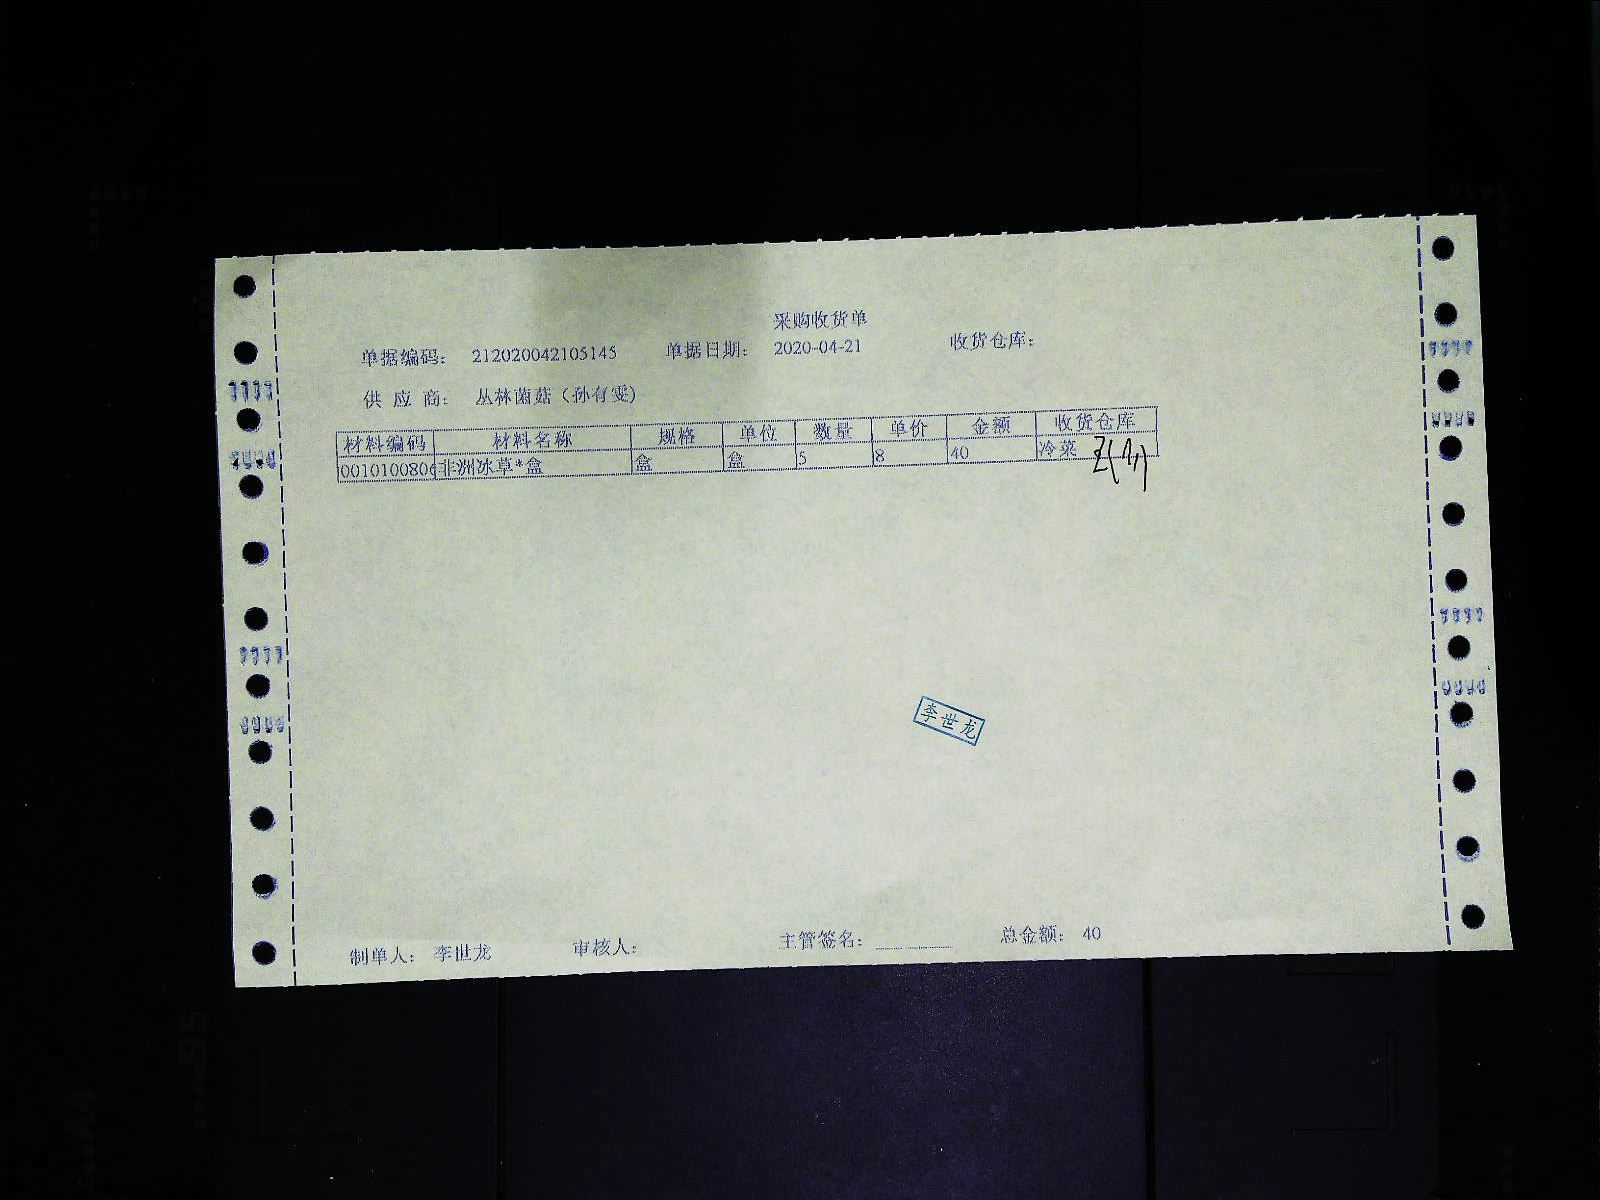 采购收货单
单据编码： 212020042105145 单据日期： 2020-04-21 收货仓库：
供 应 商： 丛林菌菇（孙有雯）
材料编码 材料名称 规格 单位 数量 单价 金额 收货仓库
0010100806 非洲冰草*盒 盒 盒 5 8 40 冷菜
李世龙
制单人： 李世龙 审核人： 主管签名： 总金额： 40